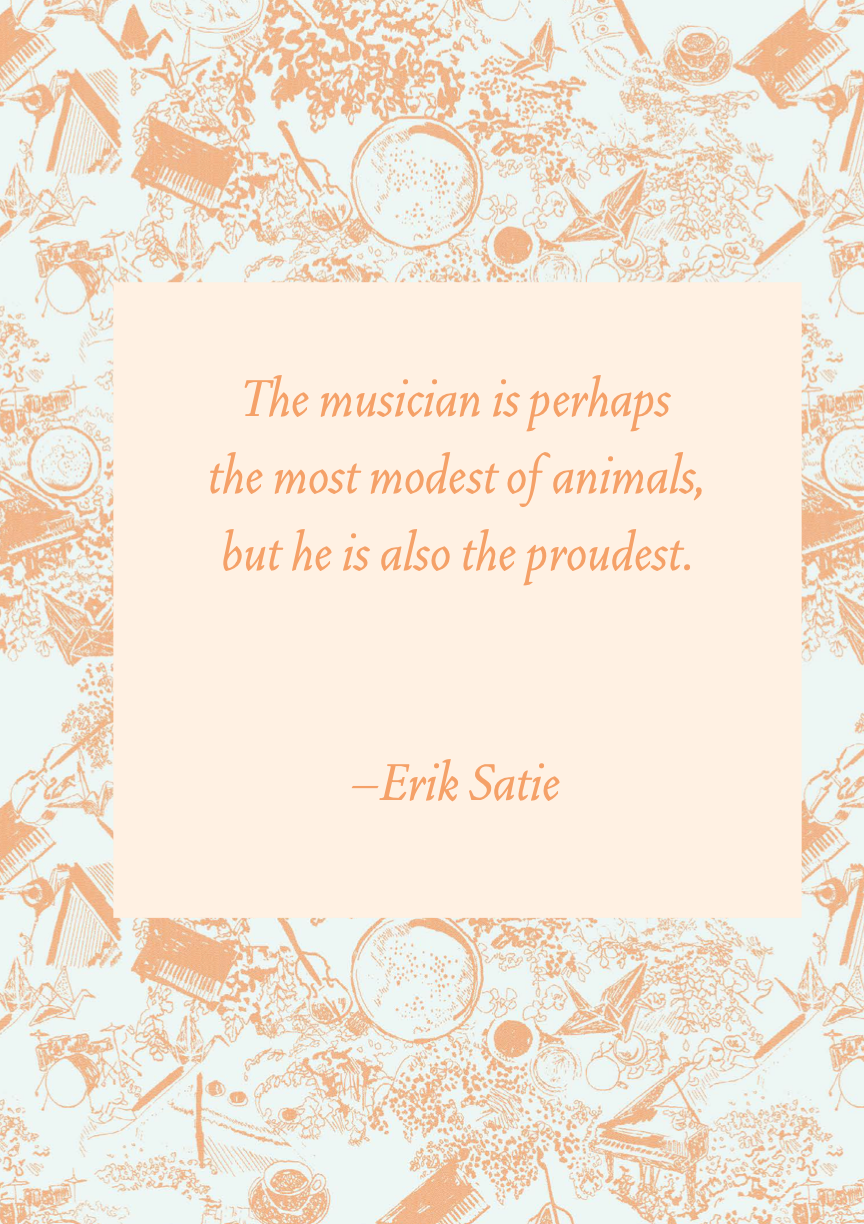 The musician is perhaps
the most modest of animals,
but he is also the proudest.
–Erik Satie